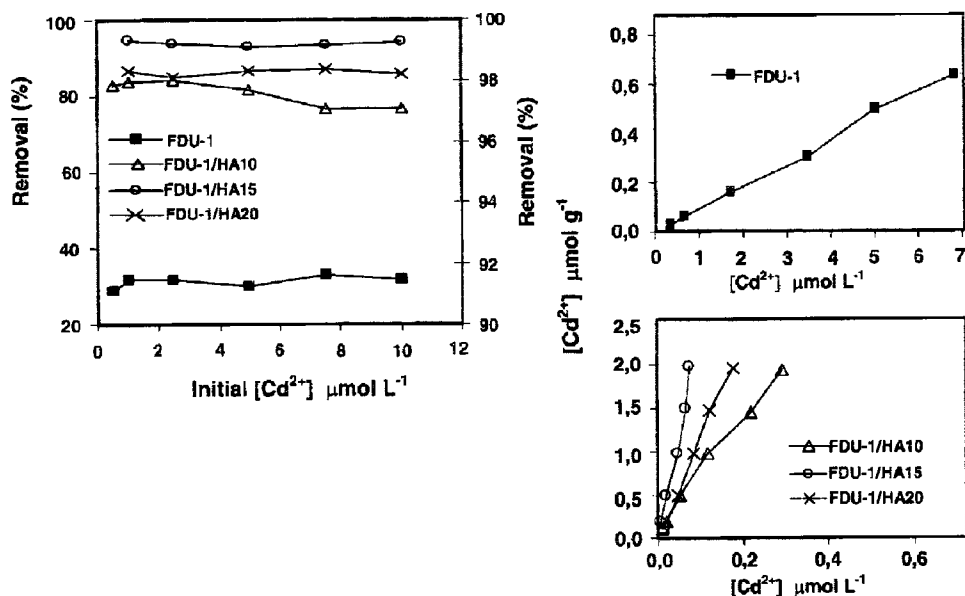 Removal (%)
100
80
60
40
20
FDU-1
FDU-1/HA10
FDU-1/HA15
FDU-1/HA20
0 2 4 6 8 10 12
Initial [Cd²⁺] μmol L⁻¹
100
98
96
94
92
90
Removal (%)
[Cd²⁺] μmol g⁻¹
0,8
0,6
0,4
0,2
0,0
FDU-1
0 1 2 3 4 5 6 7
[Cd²⁺] μmol L⁻¹
2,5
2,0
1,5
1,0
0,5
0,0
FDU-1/HA10
FDU-1/HA15
FDU-1/HA20
0,0 0,2 0,4 0,6
[Cd²⁺] μmol L⁻¹